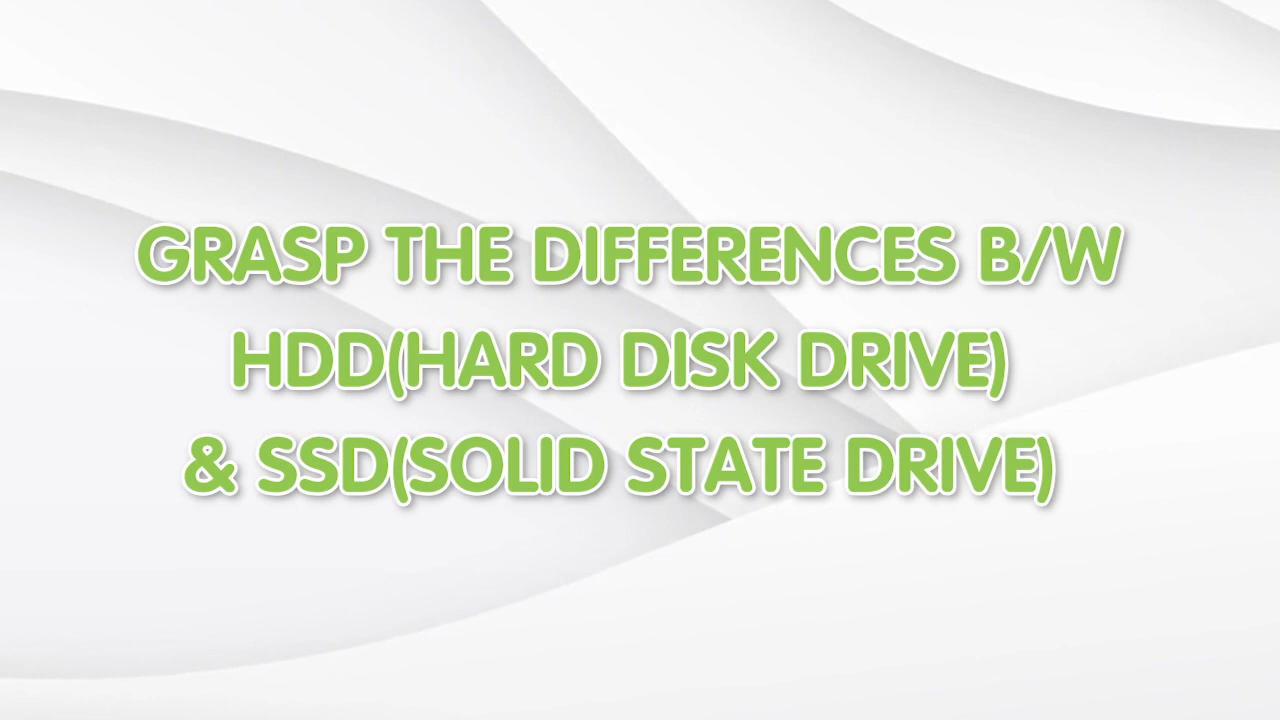 GRASP THE DIFFERENCES B/W
HDD(HARD DISK DRIVE)
& SSD(SOLID STATE DRIVE)